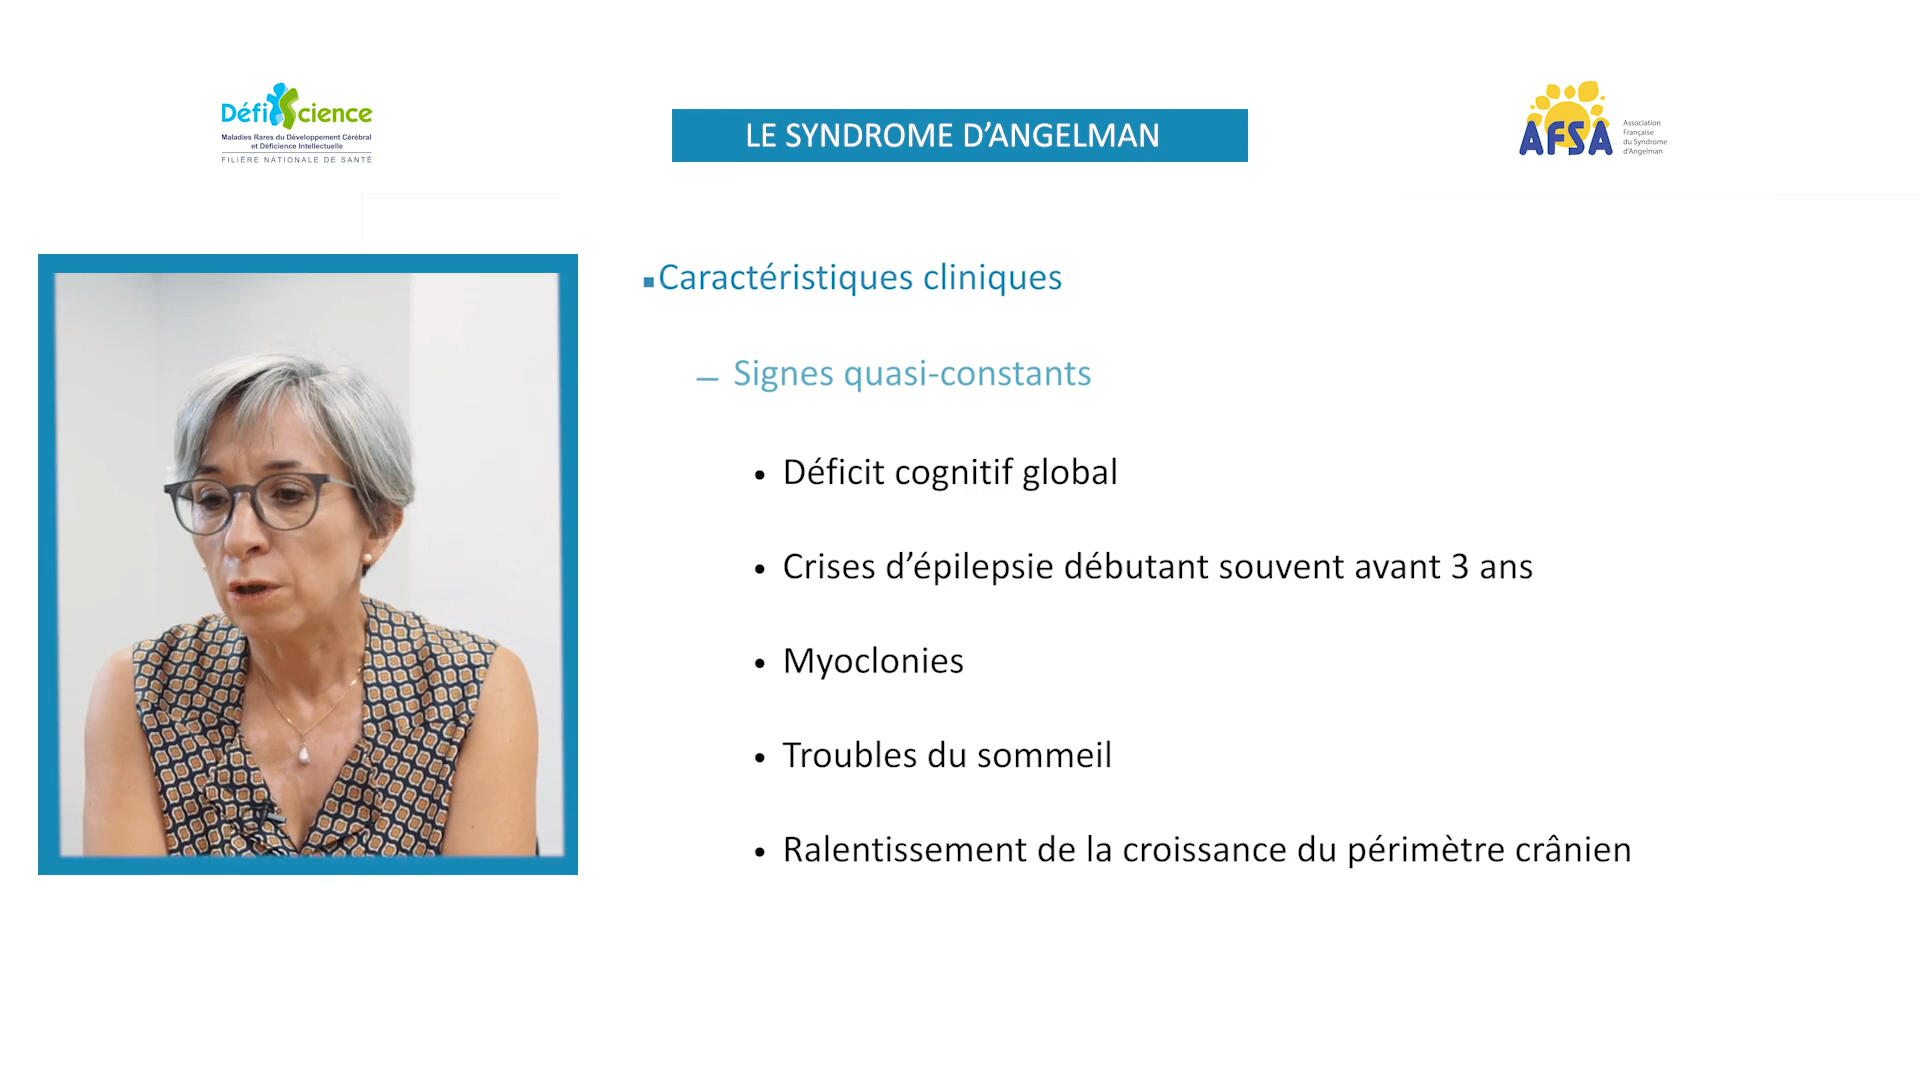 DéfiScience
Maladies Rares du Développement Cérébral
et Déficience Intellectuelle
FILIÈRE NATIONALE DE SANTÉ
LE SYNDROME D’ANGELMAN
AFSA
Association
Française
du Syndrome
d'Angelman
Caractéristiques cliniques
– Signes quasi-constants
• Déficit cognitif global
• Crises d’épilepsie débutant souvent avant 3 ans
• Myoclonies
• Troubles du sommeil
• Ralentissement de la croissance du périmètre crânien